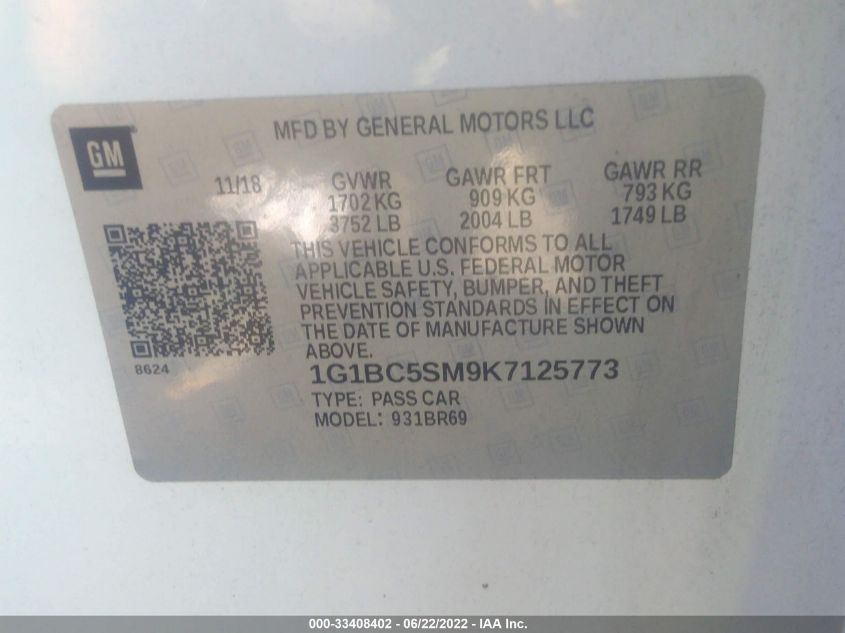 GM
MFD BY GENERAL MOTORS LLC
11/18 GVWR GAWR FRT GAWR RR
1702 KG 909 KG 793 KG
3752 LB 2004 LB 1749 LB
THIS VEHICLE CONFORMS TO ALL
APPLICABLE U.S. FEDERAL MOTOR
VEHICLE SAFETY, BUMPER, AND THEFT
PREVENTION STANDARDS IN EFFECT ON
THE DATE OF MANUFACTURE SHOWN
ABOVE.
8624
1G1BC5SM9K7125773
TYPE: PASS CAR
MODEL: 931BR69
000-33408402 - 06/22/2022 - IAA Inc.